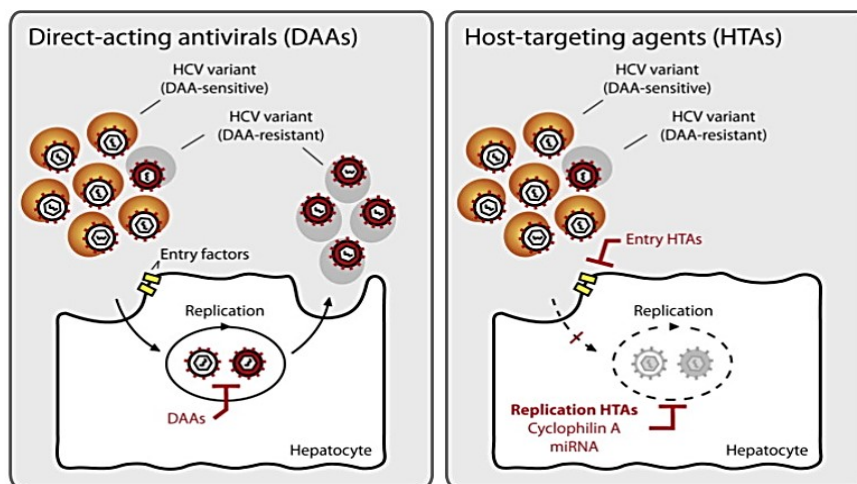 Direct-acting antivirals (DAAs)
HCV variant
(DAA-sensitive)
HCV variant
(DAA-resistant)
Entry factors
Replication
DAAs
Hepatocyte
Host-targeting agents (HTAs)
HCV variant
(DAA-sensitive)
HCV variant
(DAA-resistant)
Entry HTAs
Replication
Replication HTAs
Cyclophilin A
miRNA
Hepatocyte